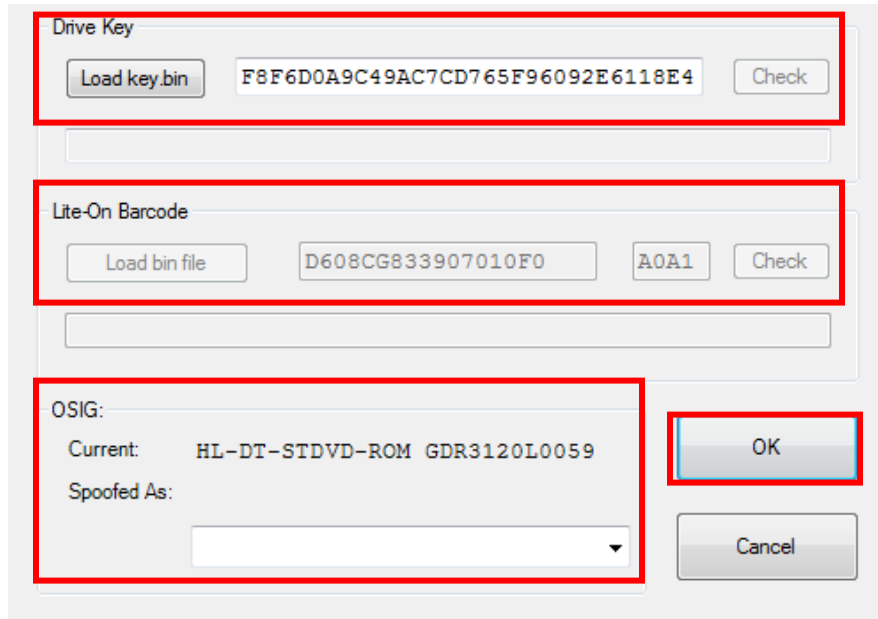 Drive Key
Load key.bin F8F6D0A9C49AC7CD765F96092E6118E4 Check
Lite-On Barcode
Load bin file D608CG833907010F0 A0A1 Check
OSIG:
Current: HL-DT-STDVD-ROM GDR3120L0059
OK
Spoofed As:
Cancel